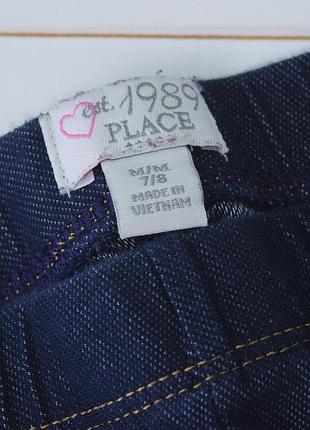 est. 1989
PLACE
M/M
7/8
MADE IN
VIETNAM